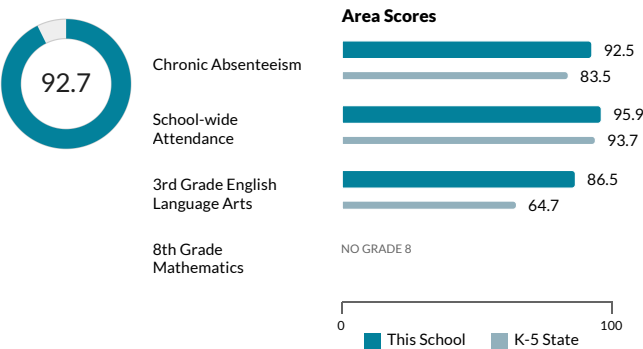 Area Scores
92.7
Chronic Absenteeism
92.5
83.5
School-wide
Attendance
95.9
93.7
3rd Grade English
Language Arts
86.5
64.7
8th Grade
Mathematics
NO GRADE 8
0
100
This School
K-5 State